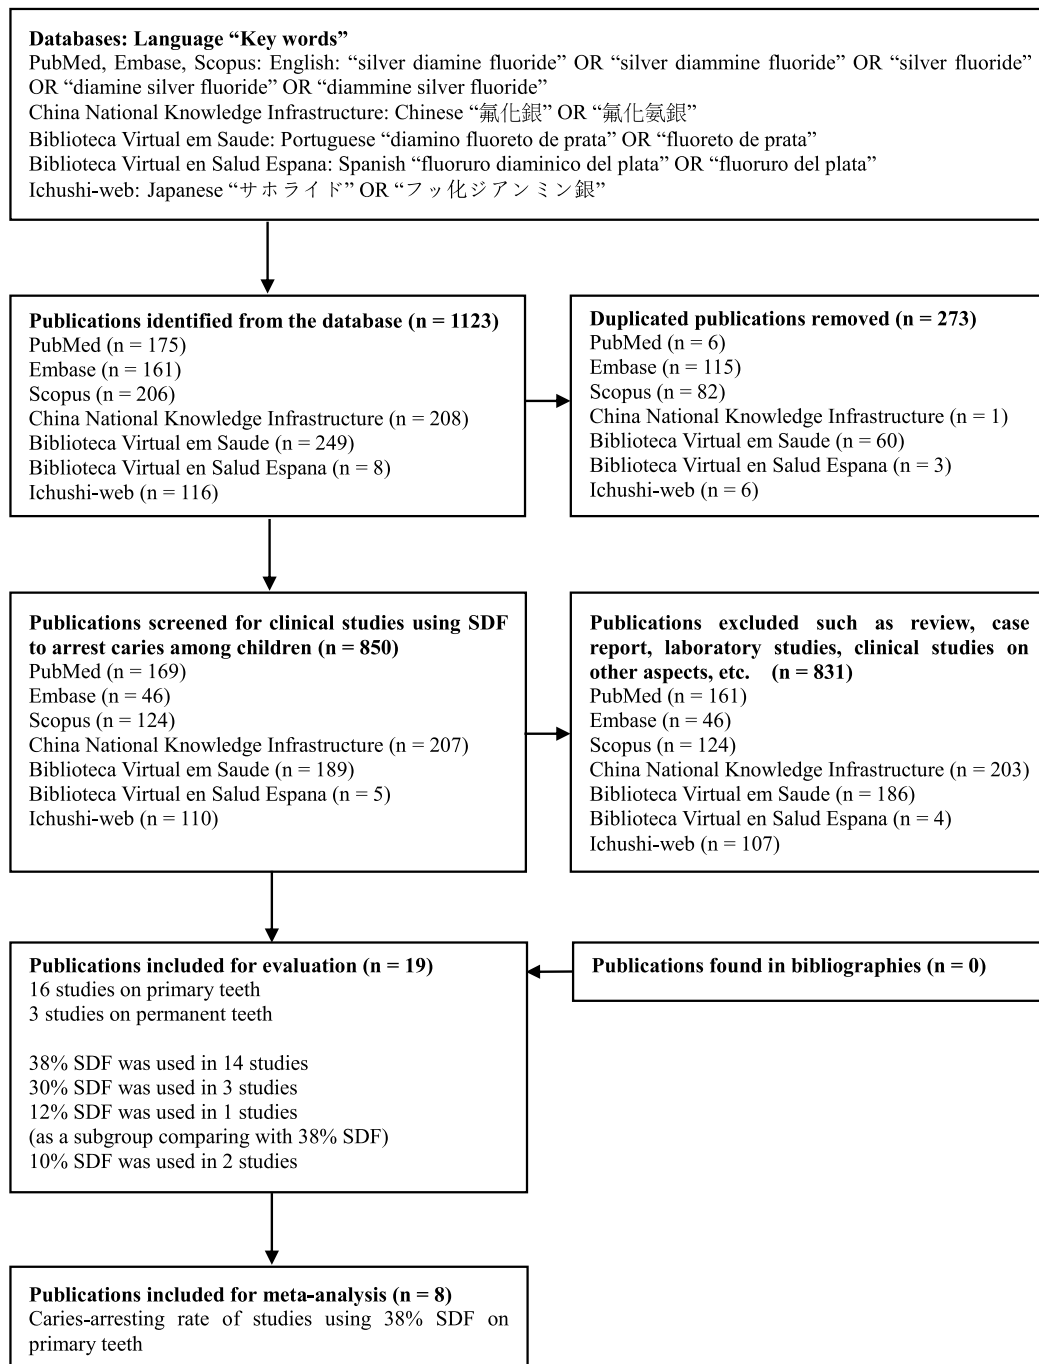 Databases: Language “Key words”
PubMed, Embase, Scopus: English: “silver diamine fluoride” OR “silver diammine fluoride” OR “silver fluoride”
OR “diamine silver fluoride” OR “diammine silver fluoride”
China National Knowledge Infrastructure: Chinese “氟化銀” OR “氟化氨銀”
Biblioteca Virtual em Saude: Portuguese “diamino fluoreto de prata” OR “fluoreto de prata”
Biblioteca Virtual en Salud Espana: Spanish “fluoruro diaminico del plata” OR “fluoruro del plata”
Ichushi-web: Japanese “サホライド” OR “フッ化ジアンミン銀”
Publications identified from the database (n = 1123)
PubMed (n = 175)
Embase (n = 161)
Scopus (n = 206)
China National Knowledge Infrastructure (n = 208)
Biblioteca Virtual em Saude (n = 249)
Biblioteca Virtual en Salud Espana (n = 8)
Ichushi-web (n = 116)
Duplicated publications removed (n = 273)
PubMed (n = 6)
Embase (n = 115)
Scopus (n = 82)
China National Knowledge Infrastructure (n = 1)
Biblioteca Virtual em Saude (n = 60)
Biblioteca Virtual en Salud Espana (n = 3)
Ichushi-web (n = 6)
Publications screened for clinical studies using SDF
to arrest caries among children (n = 850)
PubMed (n = 169)
Embase (n = 46)
Scopus (n = 124)
China National Knowledge Infrastructure (n = 207)
Biblioteca Virtual em Saude (n = 189)
Biblioteca Virtual en Salud Espana (n = 5)
Ichushi-web (n = 110)
Publications excluded such as review, case
report, laboratory studies, clinical studies on
other aspects, etc. (n = 831)
PubMed (n = 161)
Embase (n = 46)
Scopus (n = 124)
China National Knowledge Infrastructure (n = 203)
Biblioteca Virtual em Saude (n = 186)
Biblioteca Virtual en Salud Espana (n = 4)
Ichushi-web (n = 107)
Publications included for evaluation (n = 19)
16 studies on primary teeth
3 studies on permanent teeth
38% SDF was used in 14 studies
30% SDF was used in 3 studies
12% SDF was used in 1 studies
(as a subgroup comparing with 38% SDF)
10% SDF was used in 2 studies
Publications found in bibliographies (n = 0)
Publications included for meta-analysis (n = 8)
Caries-arresting rate of studies using 38% SDF on
primary teeth